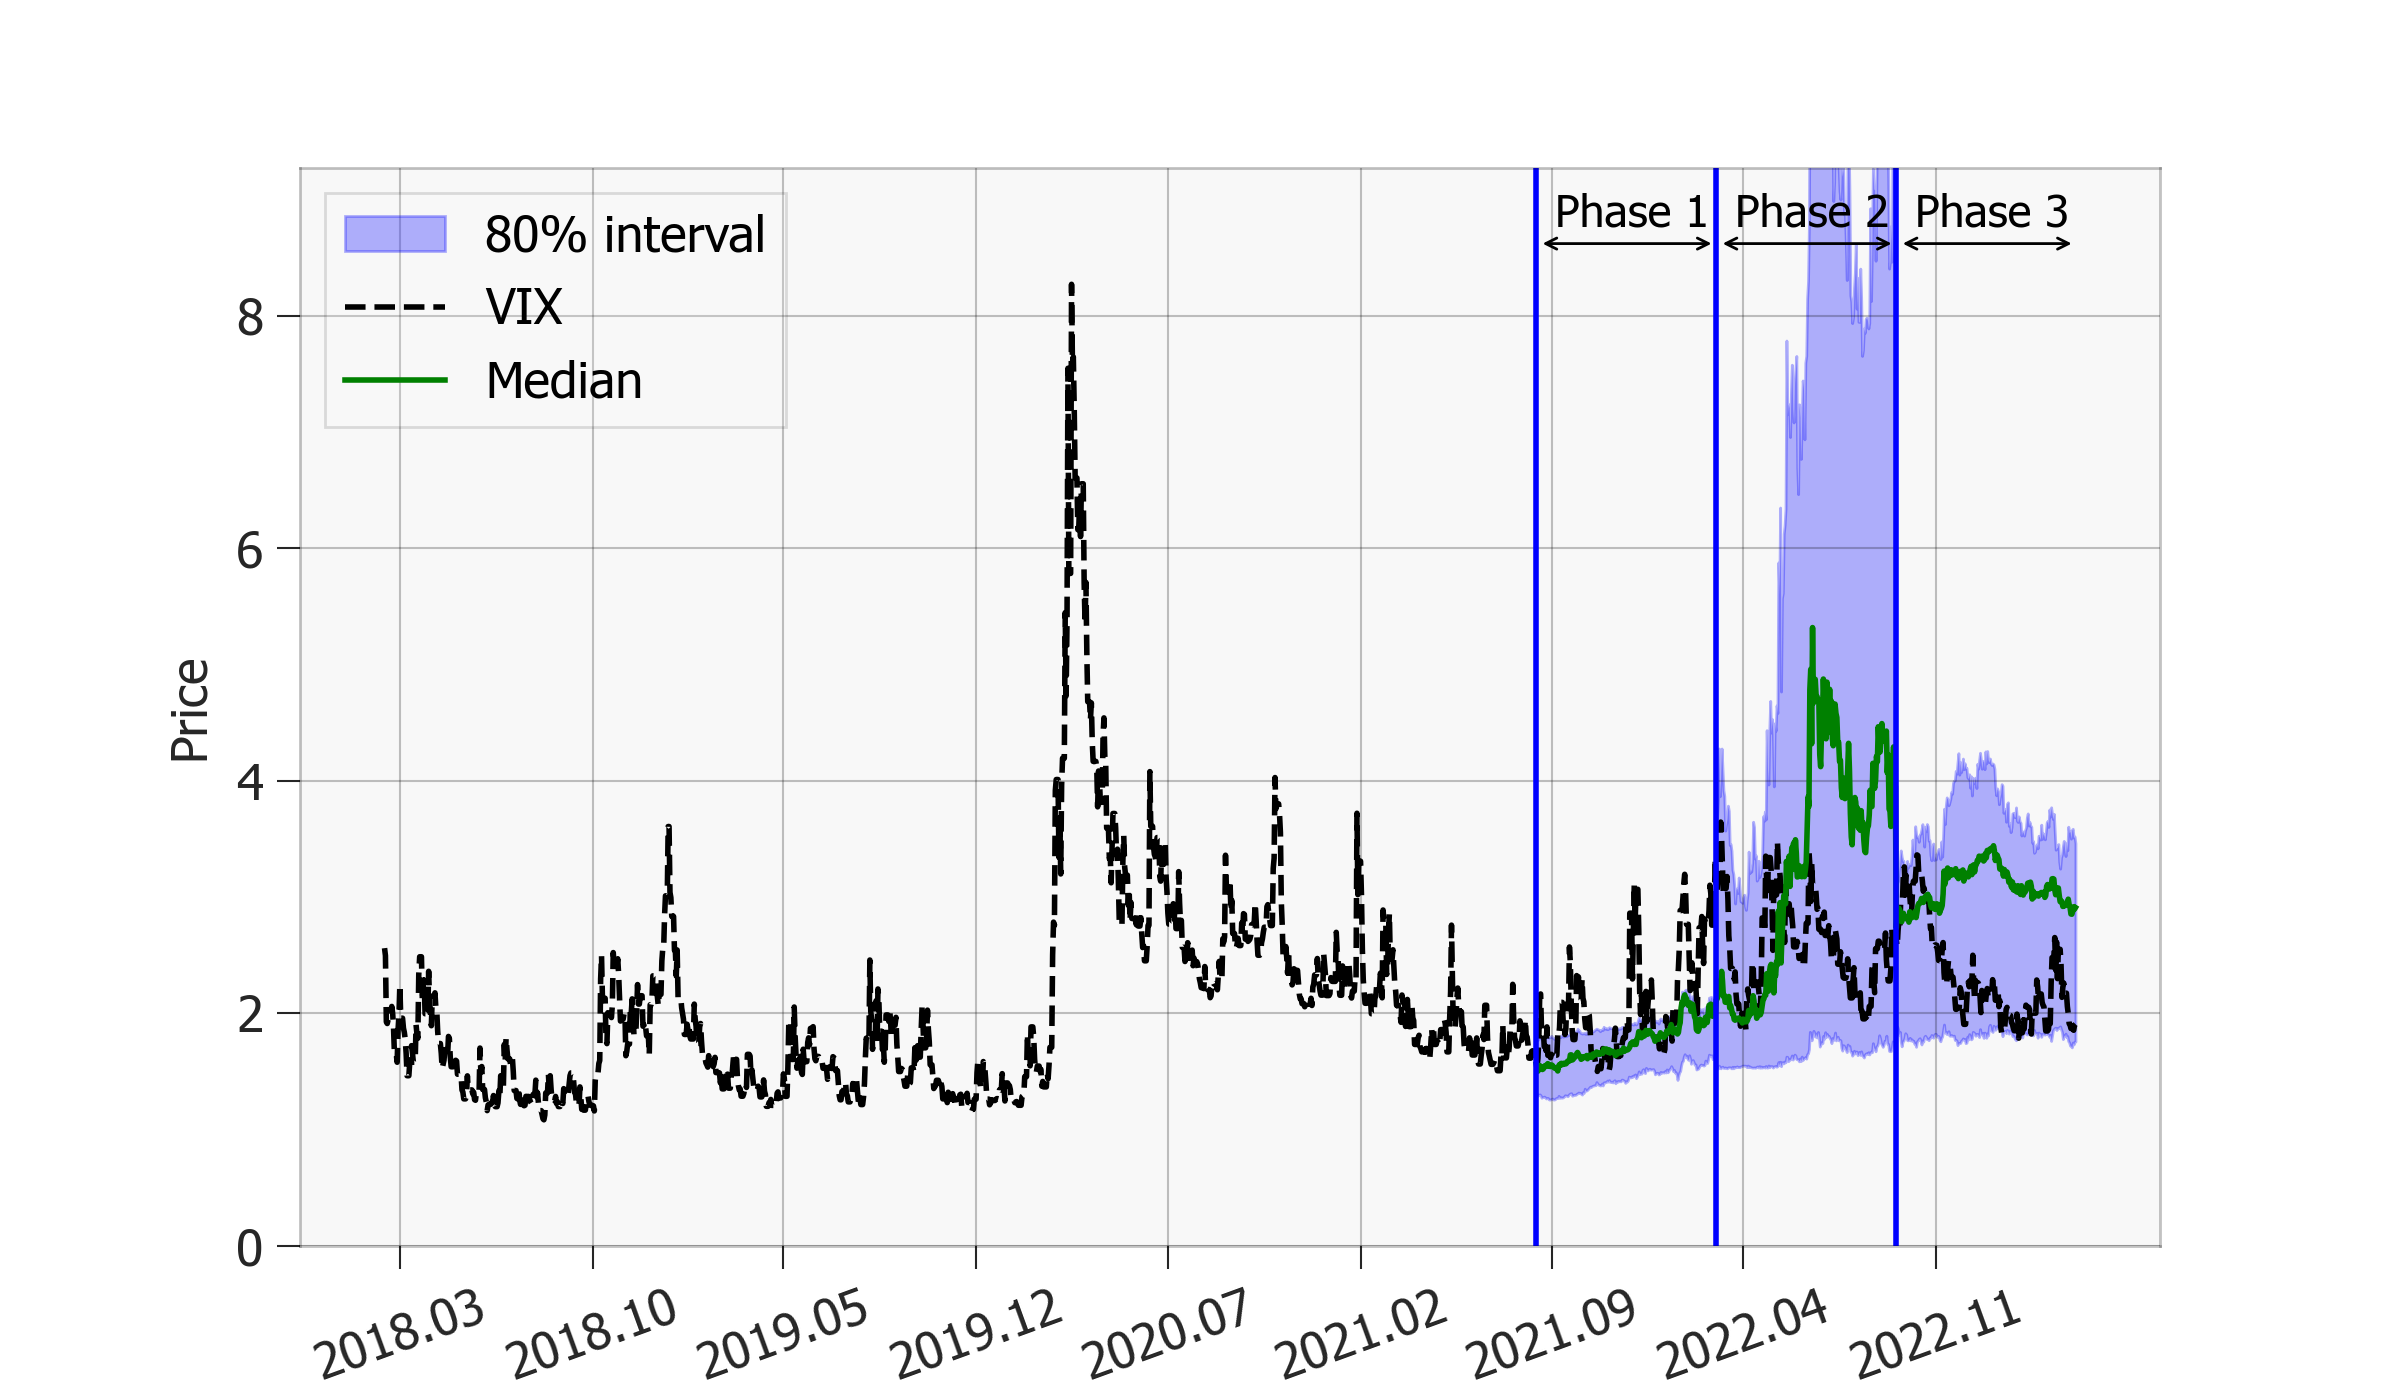 80% interval
VIX
Median
Phase 1
Phase 2
Phase 3
Price
8
6
4
2
0
2018.03
2018.10
2019.05
2019.12
2020.07
2021.02
2021.09
2022.04
2022.11